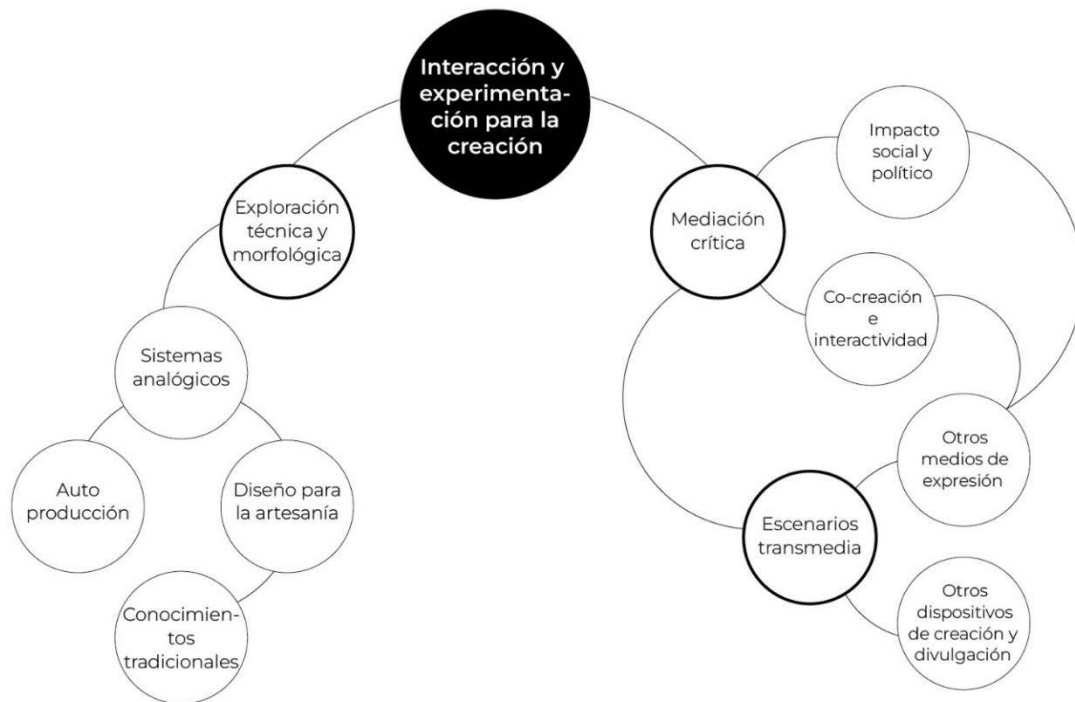 Interacción y
experimenta-
ción para la
creación
Exploración
técnica y
morfológica
Sistemas
analógicos
Auto
producción
Diseño para
la artesanía
Conocimien-
tos
tradicionales
Mediación
crítica
Impacto
social y
político
Co-creación
e
interactividad
Otros
medios de
expresión
Escenarios
transmedia
Otros
dispositivos
de creación y
divulgación